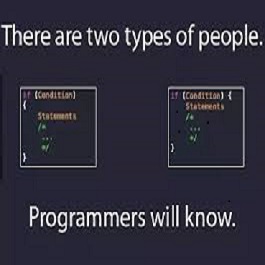 There are two types of people.
if (Condition)
{
Statements
/*
...
*/
}
if (Condition) {
Statements
/*
...
*/
}
Programmers will know.